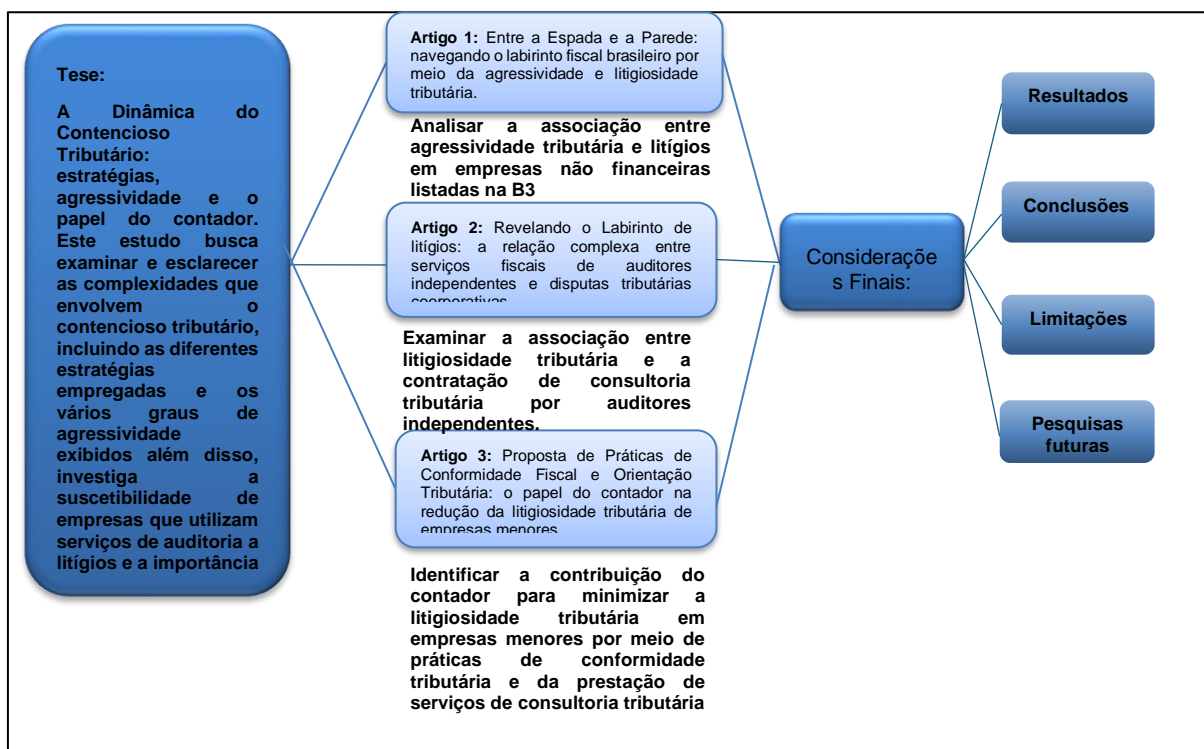 Tese:
A Dinâmica do
Contencioso
Tributário:
estratégias,
agressividade e o
papel do contador.
Este estudo busca
examinar e esclarecer
as complexidades que
envolvem o
contencioso tributário,
incluindo as diferentes
estratégias
empregadas e os
vários graus de
agressividade
exibidos além disso,
investiga a
suscetibilidade de
empresas que utilizam
serviços de auditoria a
litígios e a importância
Artigo 1: Entre a Espada e a Parede:
navegando o labirinto fiscal brasileiro por
meio da agressividade e litigiosidade
tributária.
Analisar a associação entre
agressividade tributária e litígios
em empresas não financeiras
listadas na B3
Artigo 2: Revelando o Labirinto de
litígios: a relação complexa entre
serviços fiscais de auditores
independentes e disputas tributárias
corporativas
Examinar a associação entre
litigiosidade tributária e a
contratação de consultoria
tributária por auditores
independentes.
Artigo 3: Proposta de Práticas de
Conformidade Fiscal e Orientação
Tributária: o papel do contador na
redução da litigiosidade tributária de
empresas menores
Identificar a contribuição do
contador para minimizar a
litigiosidade tributária em
empresas menores por meio de
práticas de conformidade
tributária e da prestação de
serviços de consultoria tributária
Consideraçõe
s Finais:
Resultados
Conclusões
Limitações
Pesquisas
futuras